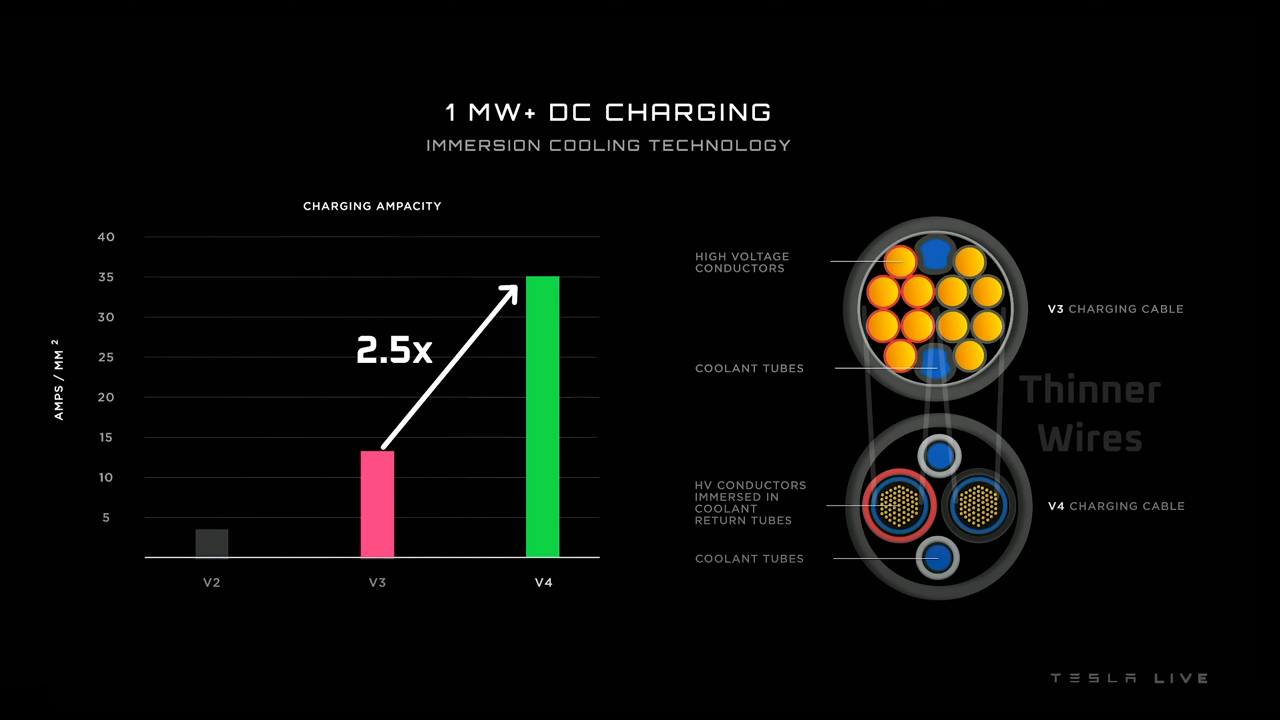 1 MW+ DC CHARGING
IMMERSION COOLING TECHNOLOGY
CHARGING AMPACITY
40
35
30
25
20
15
10
5
AMPS / MM ²
2.5x
V2
V3
V4
HIGH VOLTAGE
CONDUCTORS
COOLANT TUBES
V3 CHARGING CABLE
Thinner
Wires
HV CONDUCTORS
IMMERSED IN
COOLANT
RETURN TUBES
COOLANT TUBES
V4 CHARGING CABLE
TESLA LIVE